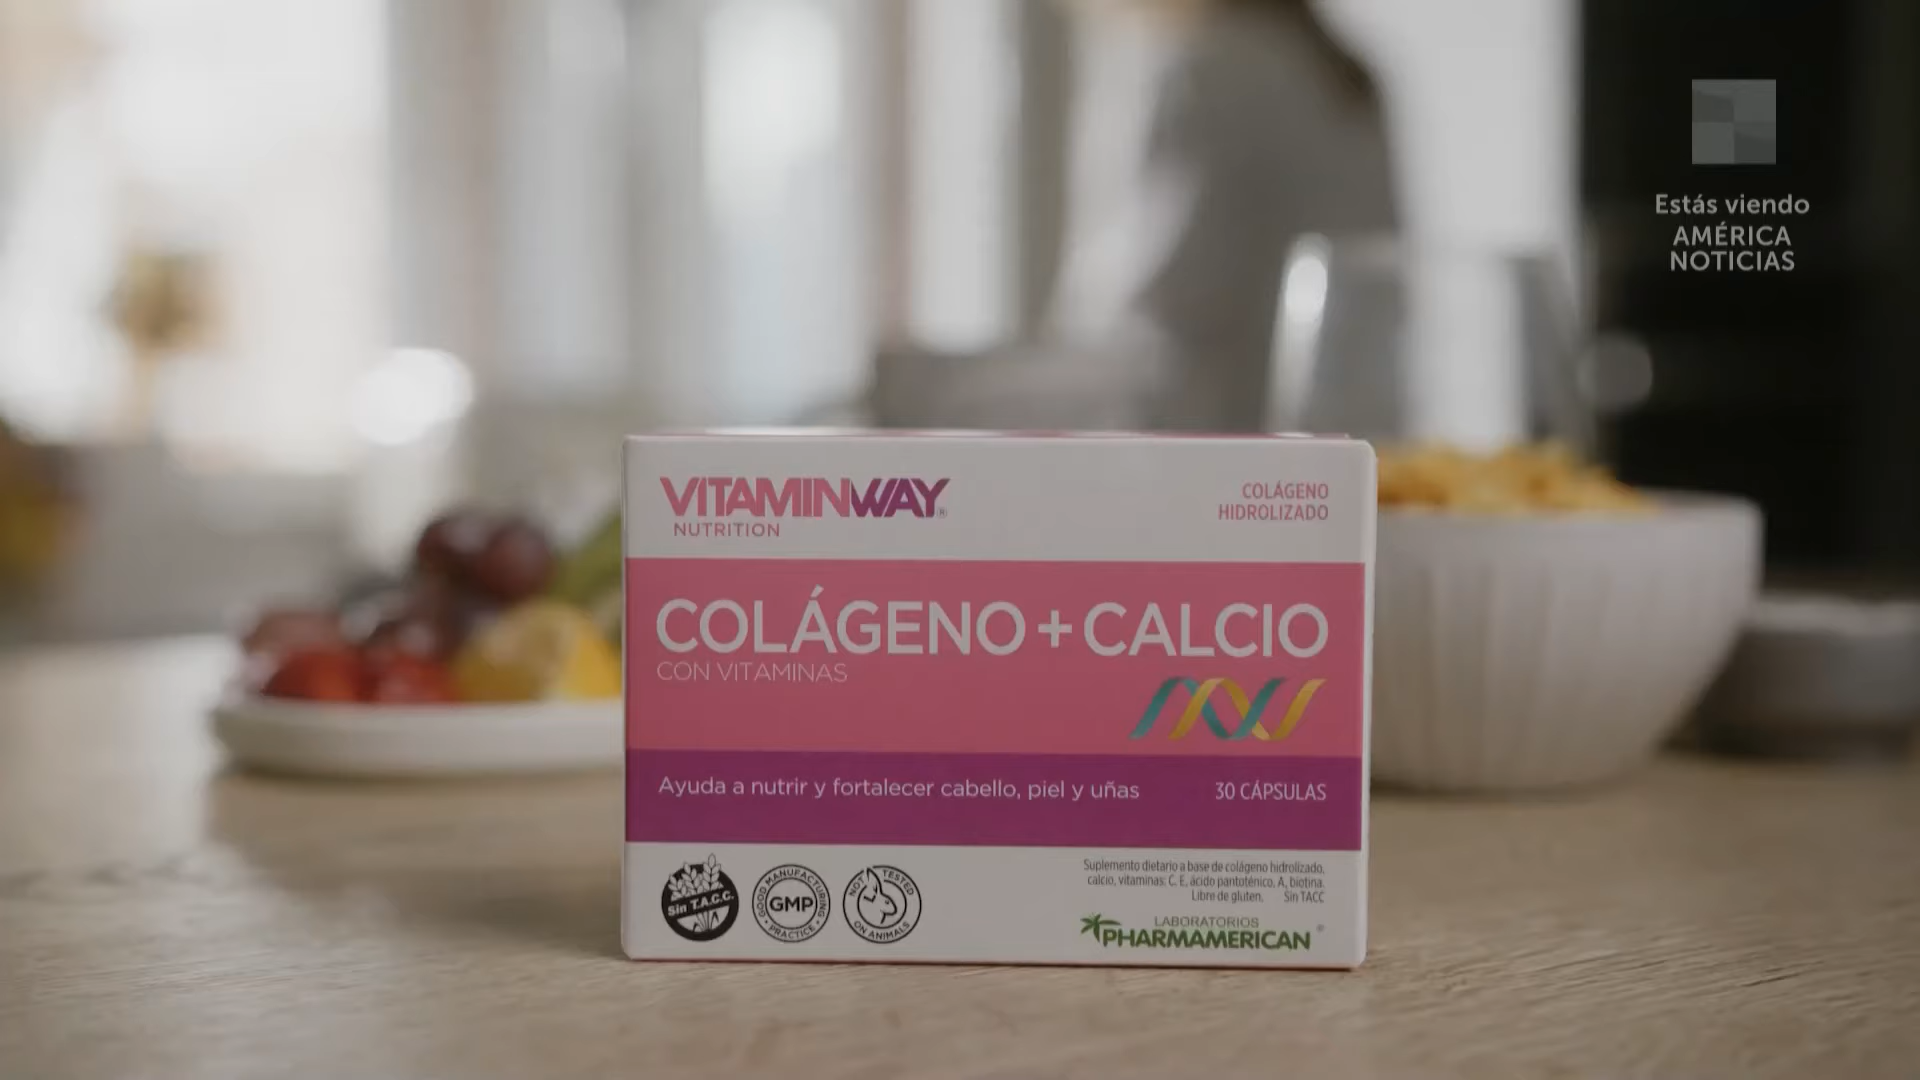 Estás viendo
AMÉRICA
NOTICIAS
VITAMINWAY®
NUTRITION
COLÁGENO
HIDROLIZADO
COLÁGENO + CALCIO
CON VITAMINAS
Ayuda a nutrir y fortalecer cabello, piel y uñas
30 CÁPSULAS
Sin T.A.C.C.
GOOD MANUFACTURING
GMP
PRACTICE
NOT TESTED
ON ANIMALS
Suplemento dietario a base de colágeno hidrolizado,
calcio, vitaminas: C, E, ácido pantoténico, A, biotina.
Libre de gluten. Sin TACC
LABORATORIOS
PHARMAMERICAN®